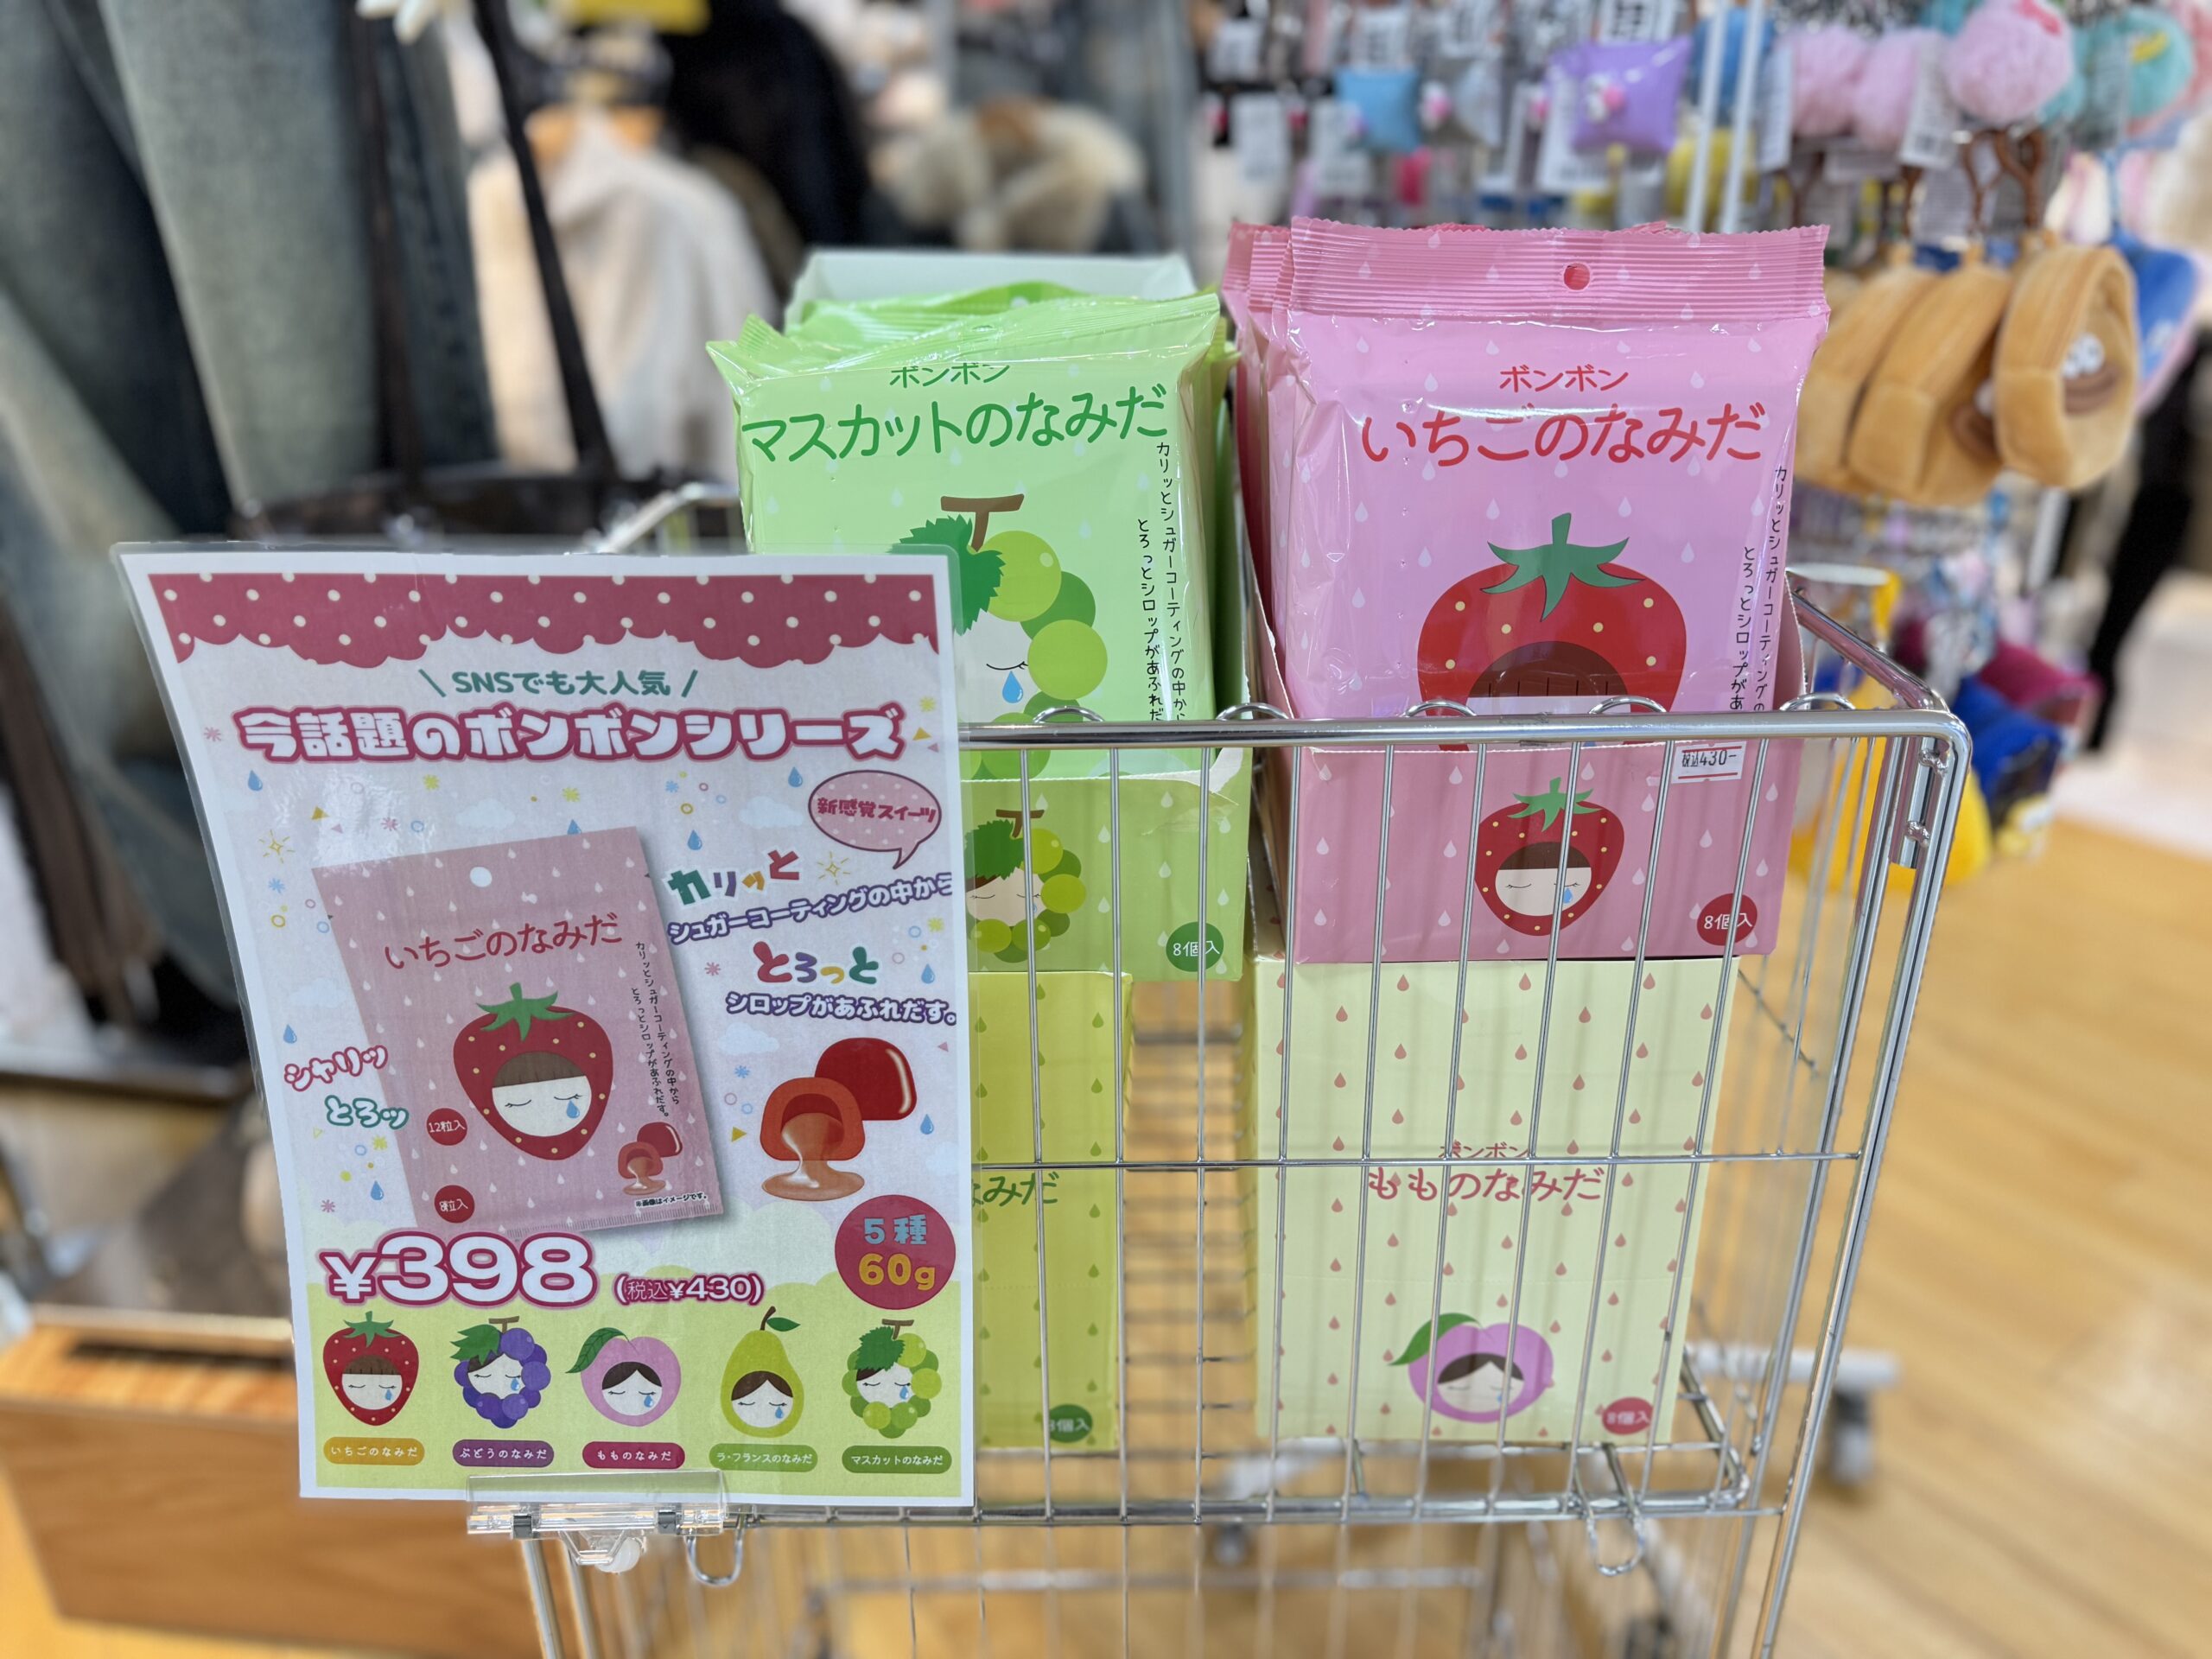 SNSでも大人気
今話題のボンボンシリーズ
新感覚スイーツ
カリッと
シュガーコーティングの中から
とろっと
シロップがあふれだす。
シャリッ
とろッ
いちごのなみだ
カリッとシュガーコーティングの中から
とろっとシロップがあふれだす。
12粒入
※画像はイメージです。
¥398
(税込¥430)
5種
60g
いちごのなみだ
ぶどうのなみだ
もものなみだ
ラ・フランスのなみだ
マスカットのなみだ
ボンボン
マスカットのなみだ
カリッとシュガーコーティングの中から
とろっとシロップがあふれだ
8個入
ボンボン
いちごのなみだ
カリッとシュガーコーティングの
とろっとシロップがあ
税込430-
8個入
なみだ
個入
ボンボン
もものなみだ
8個入